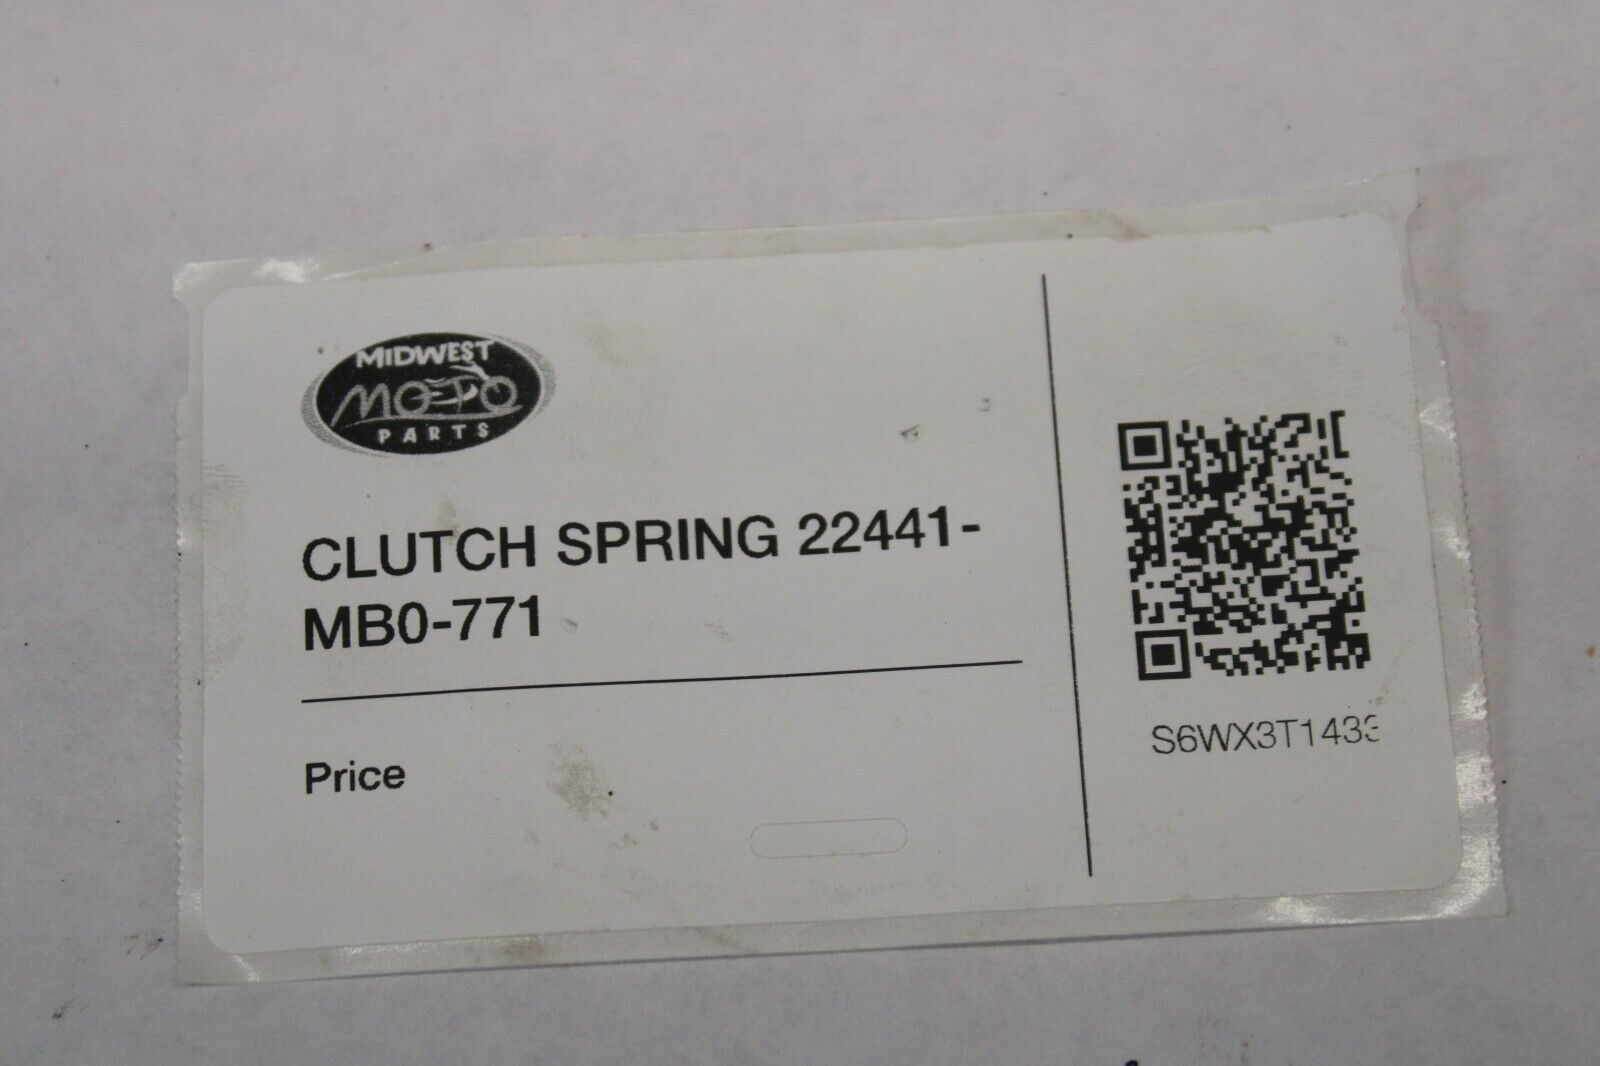 MIDWEST
MOTO
PARTS
CLUTCH SPRING 22441-
MB0-771
Price
S6WX3T1433